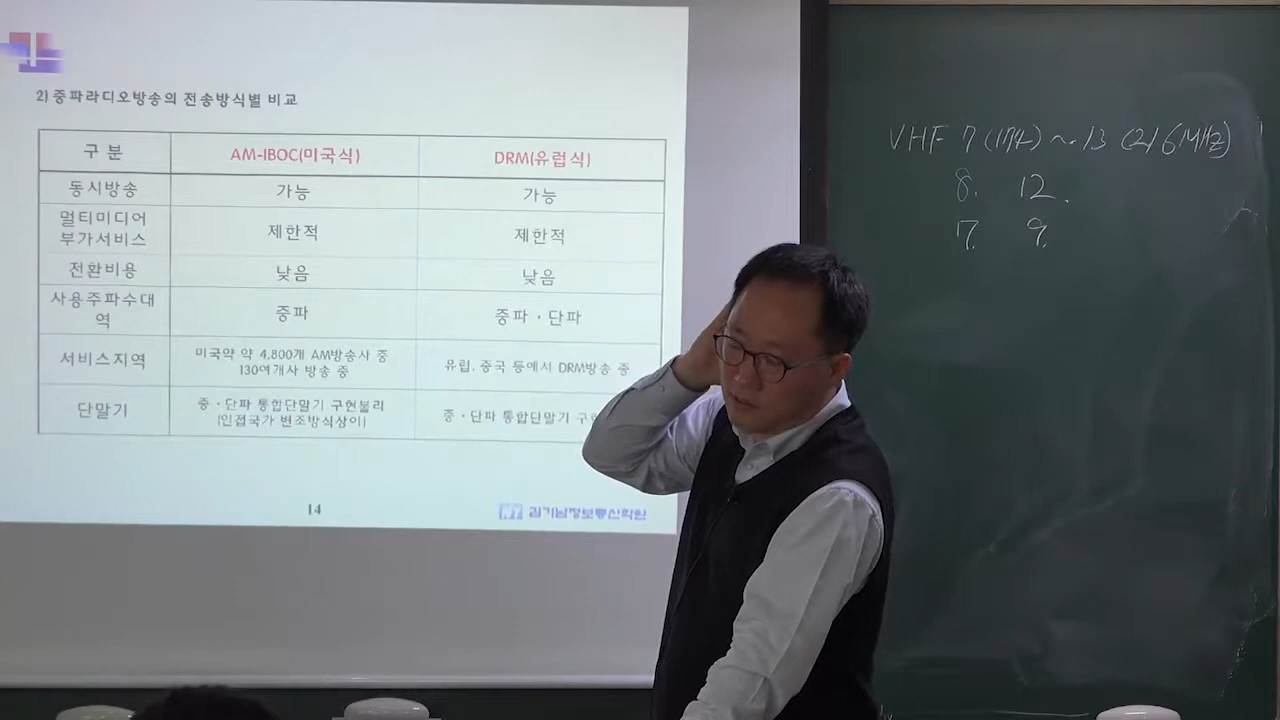 2) 중파라디오방송의 전송방식별 비교
구 분 AM-IBOC(미국식) DRM(유럽식)
동시방송 가능 가능
멀티미디어
부가서비스 제한적 제한적
전환비용 낮음 낮음
사용주파수대
역 중파 중파·단파
서비스지역 미국약 약 4,800개 AM방송사 중
130여개사 방송 중 유럽, 중국 등에서 DRM방송 중
단말기 중·단파 통합단말기 구현불리
(인접국가 변조방식상이) 중·단파 통합단말기
14
김기남정보통신학원
VHF 7 (174) ~ 13 (216MHz)
8. 12.
7. 9.